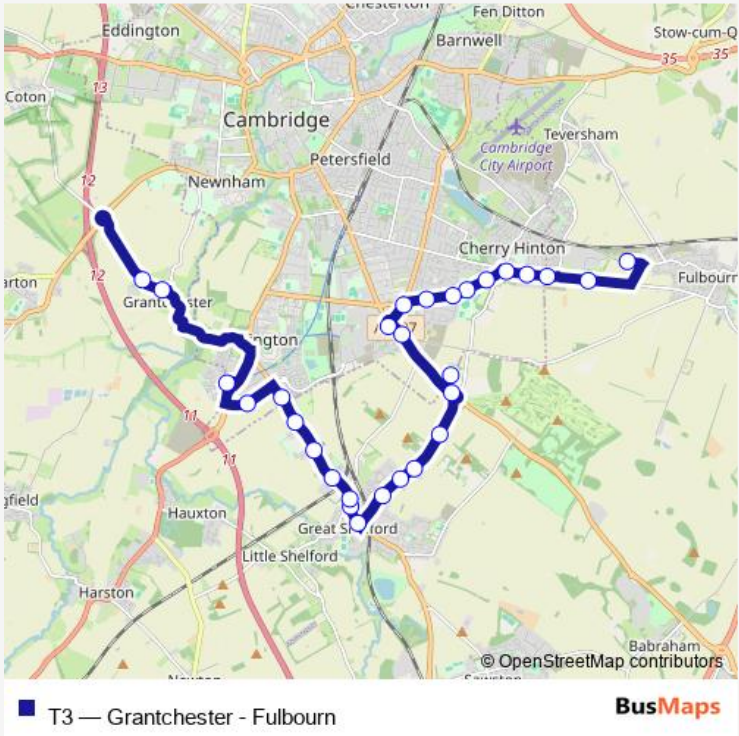 Chesterton
Fen Ditton
Eddington
Barnwell
Stow-cum-Q
35
35
13
Coton
Cambridge
Teversham
Petersfield
Cambridge
City Airport
12
Newnham
Cherry Hinton
12
Fulbourn
arton
Grantchester
ington
11
11
gfield
Hauxton
Great Shelford
Little Shelford
Harston
Babraham
© OpenStreetMap contributors
T3 — Grantchester - Fulbourn
BusMaps